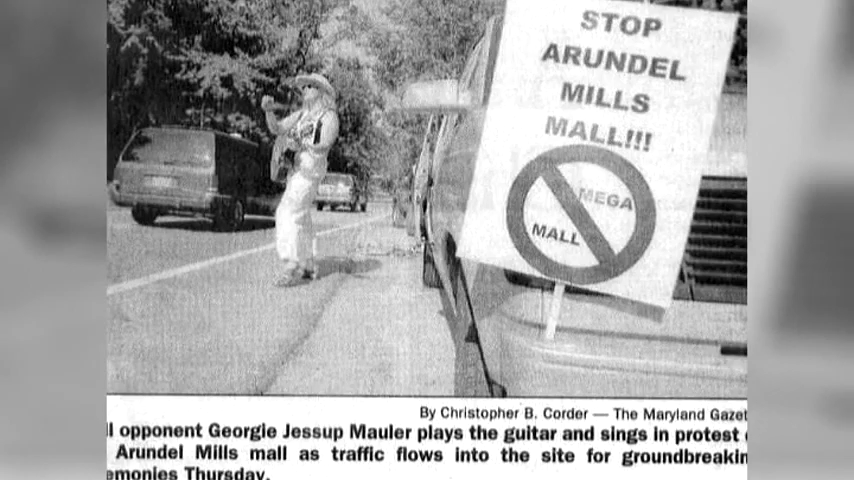 STOP
ARUNDEL
MILLS
MALL!!!
MEGA
MALL
By Christopher B. Corder — The Maryland Gazet
l opponent Georgie Jessup Mauler plays the guitar and sings in protest
Arundel Mills mall as traffic flows into the site for groundbreakin
emonies Thursday.